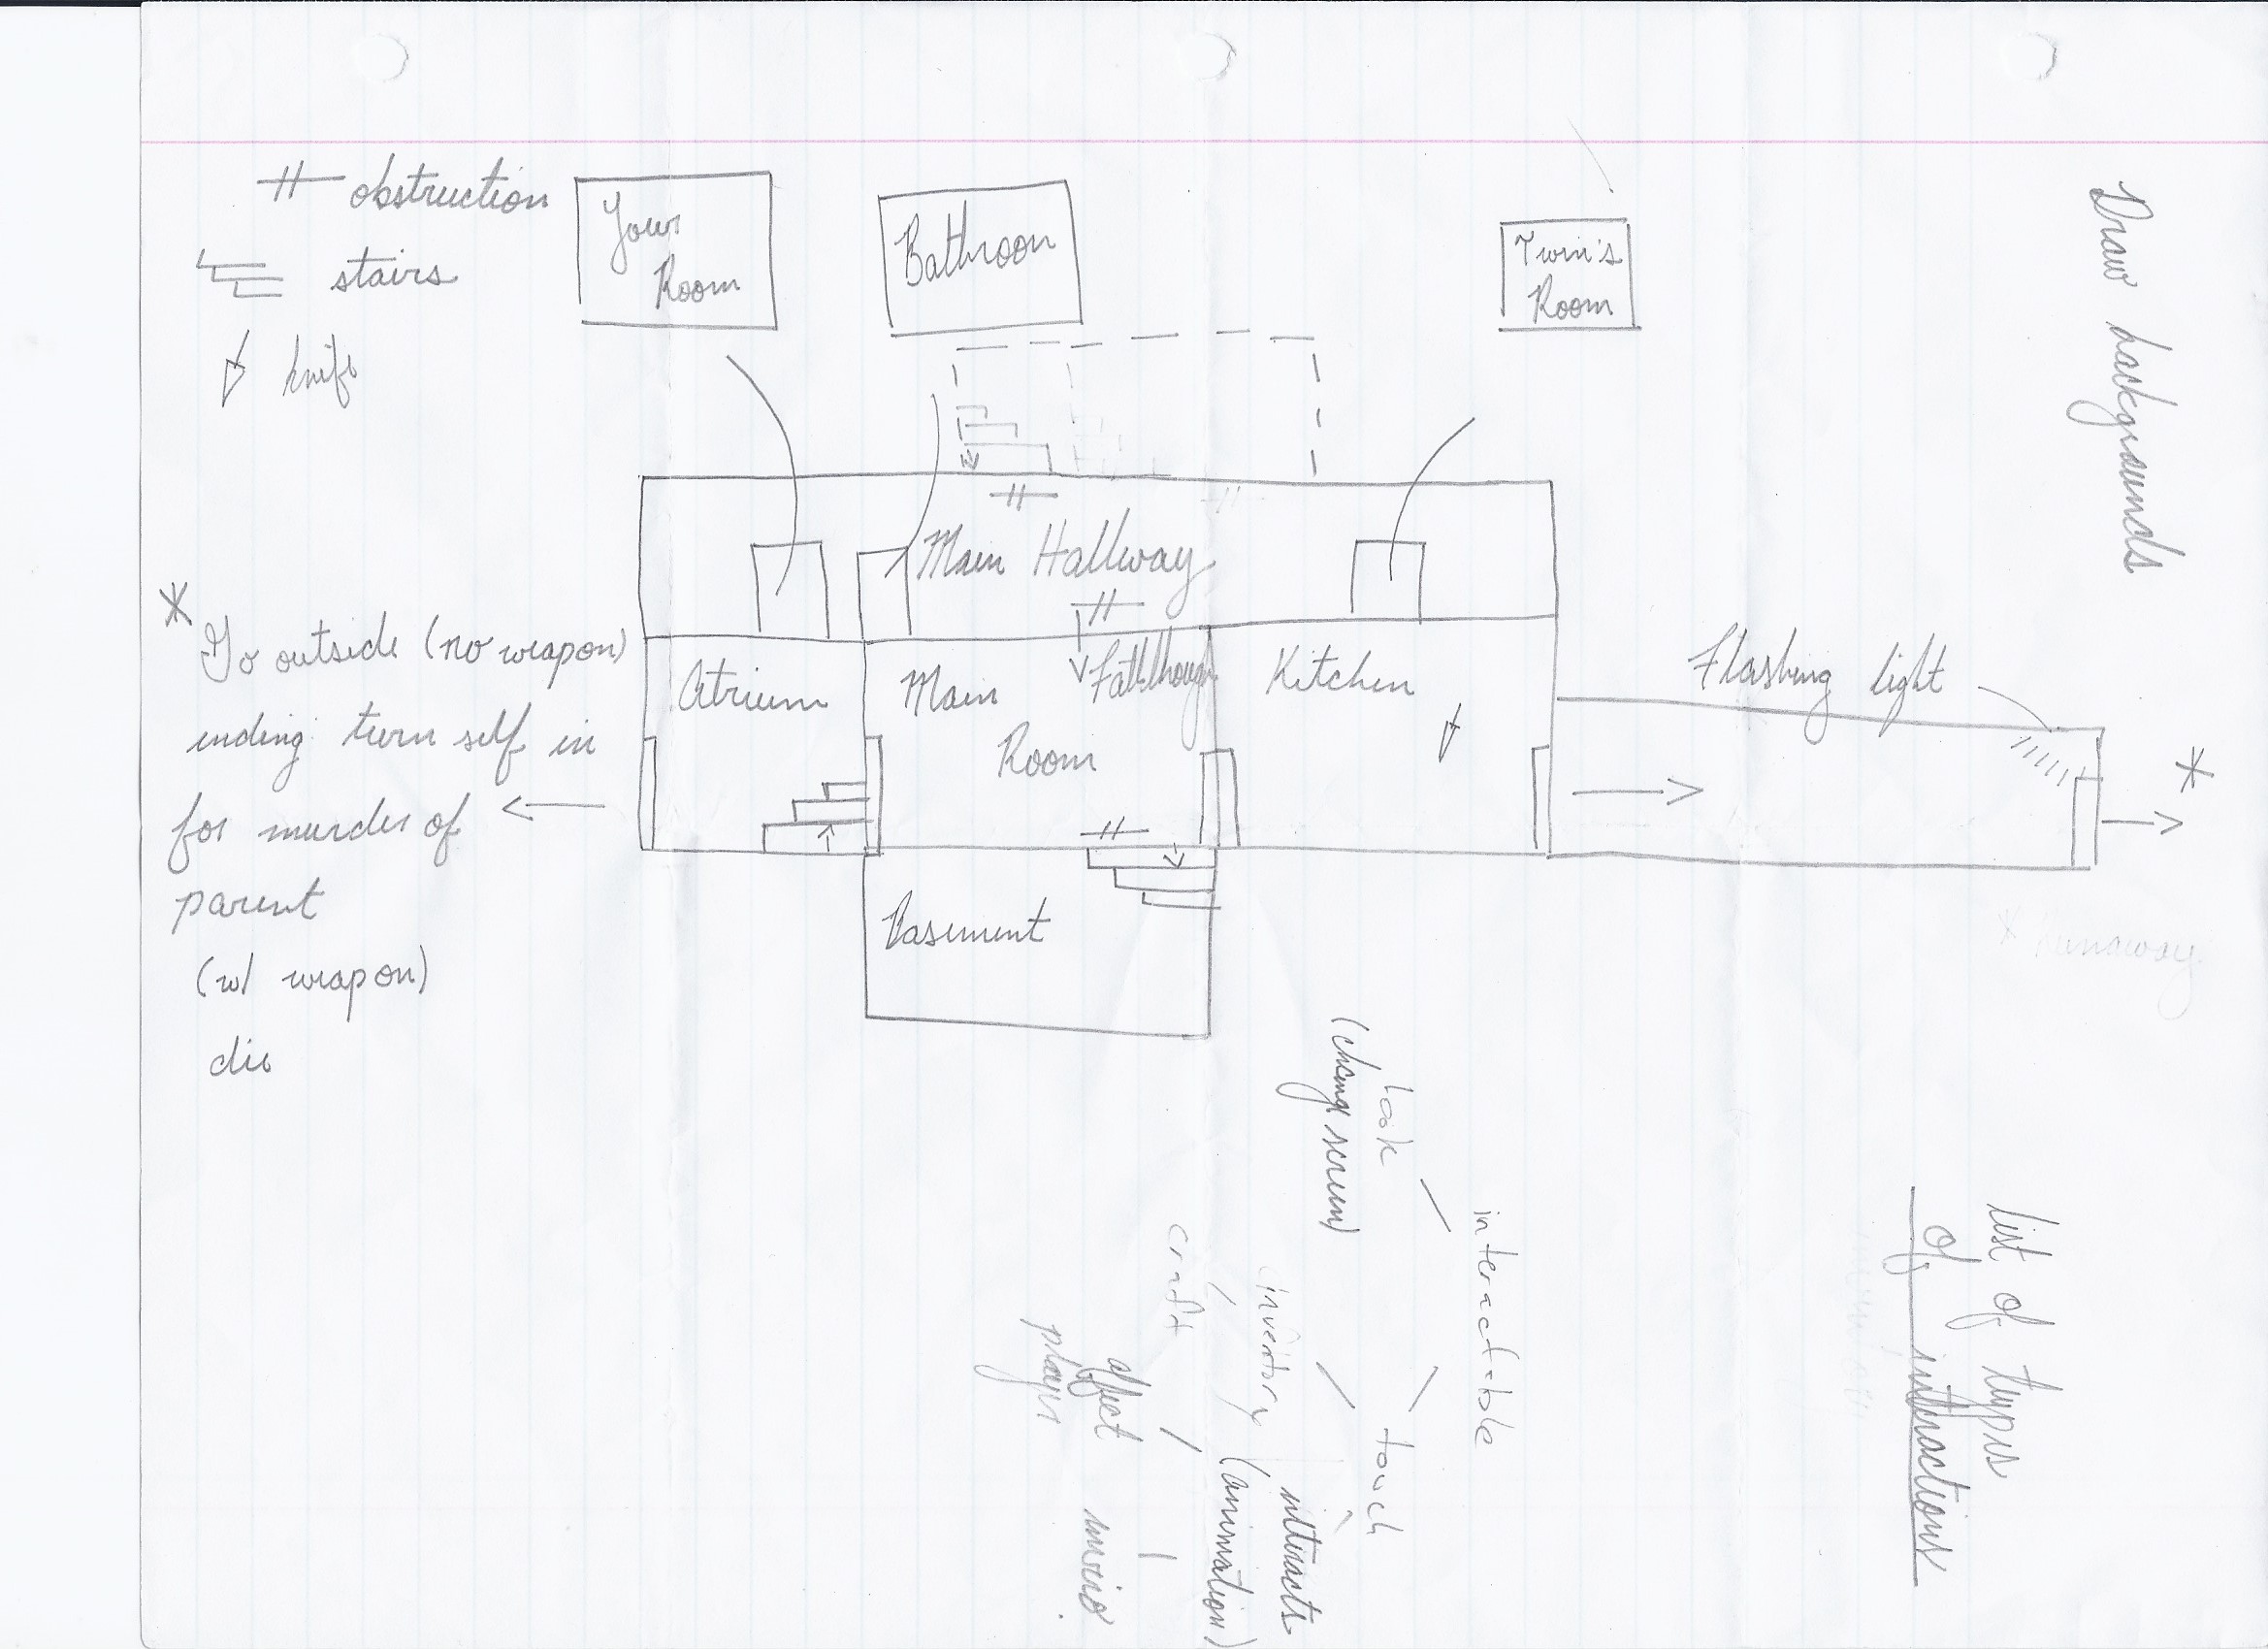 obstruction
stairs
knife
Your
Room
Bathroom
Twin's
Room
Draw backgrounds
Main Hallway
Fallthough
Atrium
Main
Room
Kitchen
Flashing light
*
*
Go outside (no weapon)
ending turn self in
for murder of
parent
(w/ weapon)
die
Basement
* Runaway
list of types
of interactions
interactable
look
(change screen)
touch
inventory
interacts
(animation)
craft
affect
player